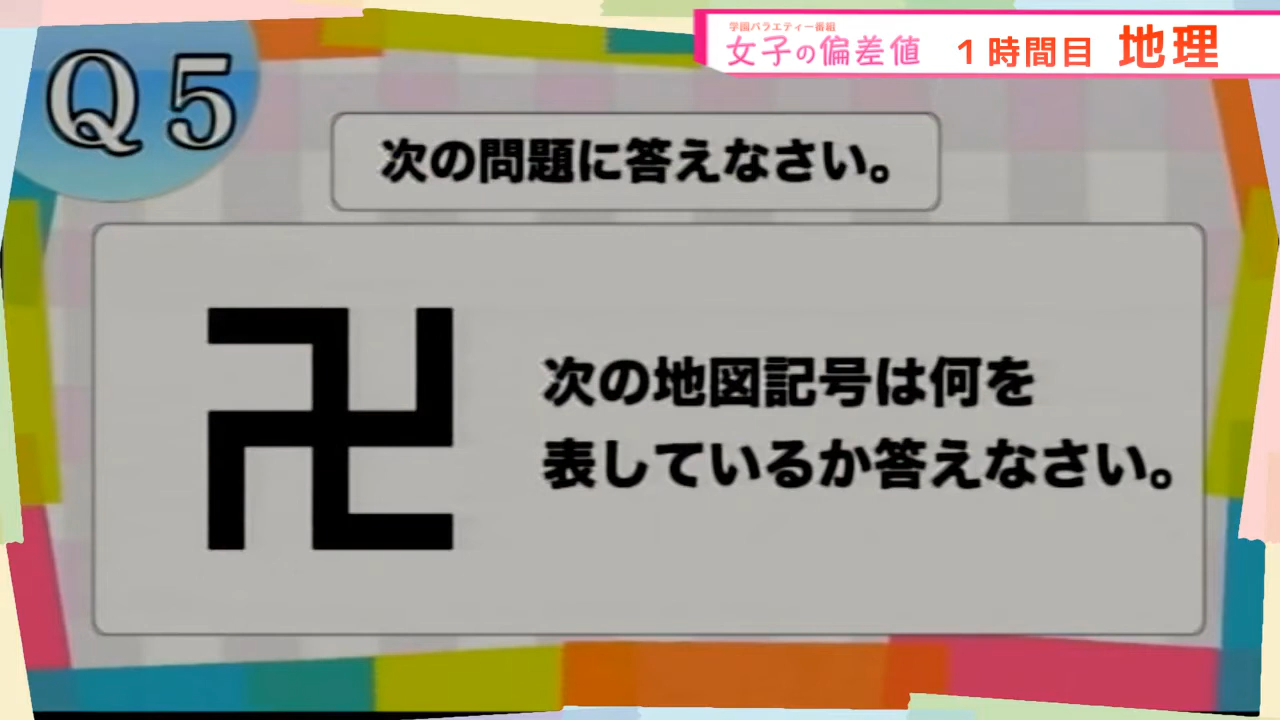 Q5
学園バラエティー番組
女子の偏差値
1時間目 地理
次の問題に答えなさい。
卍
次の地図記号は何を
表しているか答えなさい。